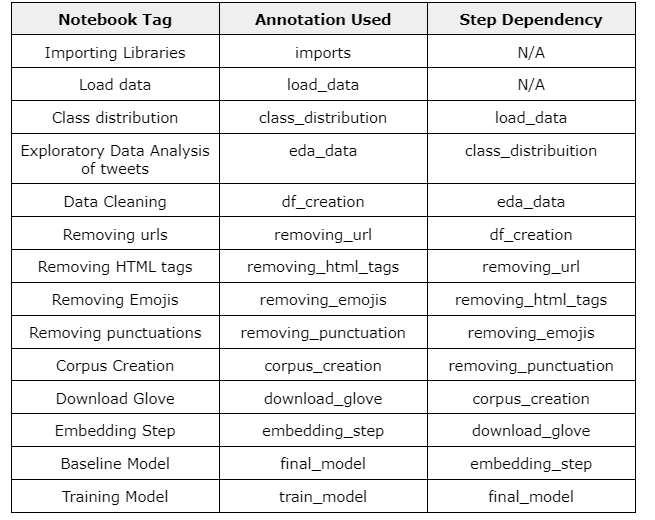 Notebook Tag Annotation Used Step Dependency
Importing Libraries imports N/A
Load data load_data N/A
Class distribution class_distribution load_data
Exploratory Data Analysis eda_data class_distribuition
of tweets
Data Cleaning df_creation eda_data
Removing urls removing_url df_creation
Removing HTML tags removing_html_tags removing_url
Removing Emojis removing_emojis removing_html_tags
Removing punctuations removing_punctuation removing_emojis
Corpus Creation corpus_creation removing_punctuation
Download Glove download_glove corpus_creation
Embedding Step embedding_step download_glove
Baseline Model final_model embedding_step
Training Model train_model final_model